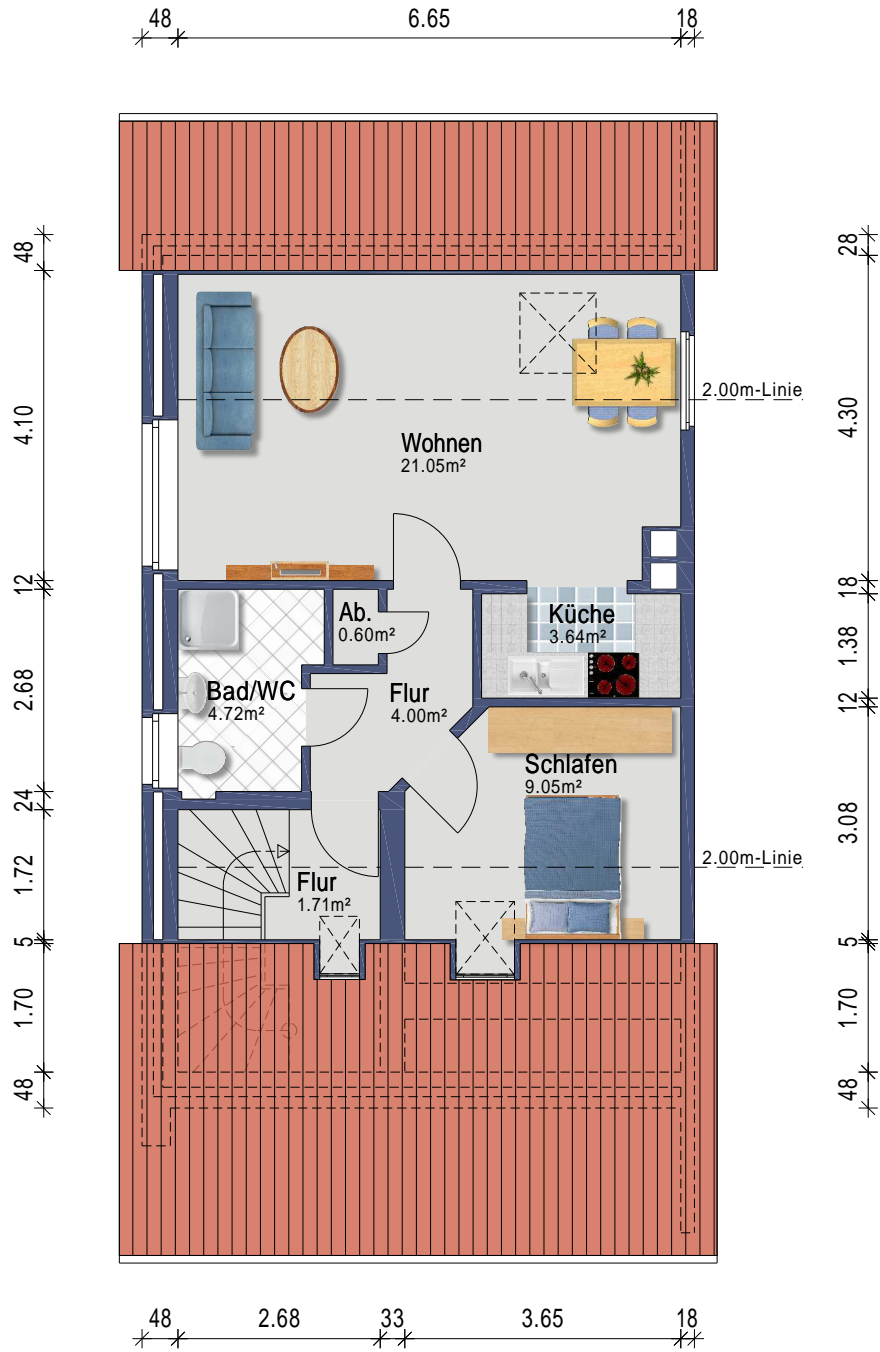 48 6.65 18
48
4.10
12
2.68
24
1.72
5
1.70
48
28
4.30
18
1.38
12
3.08
5
1.70
48
2.00m-Linie
Wohnen
21.05m²
Ab.
0.60m²
Küche
3.64m²
Bad/WC
4.72m²
Flur
4.00m²
Schlafen
9.05m²
2.00m-Linie
Flur
1.71m²
48 2.68 33 3.65 18